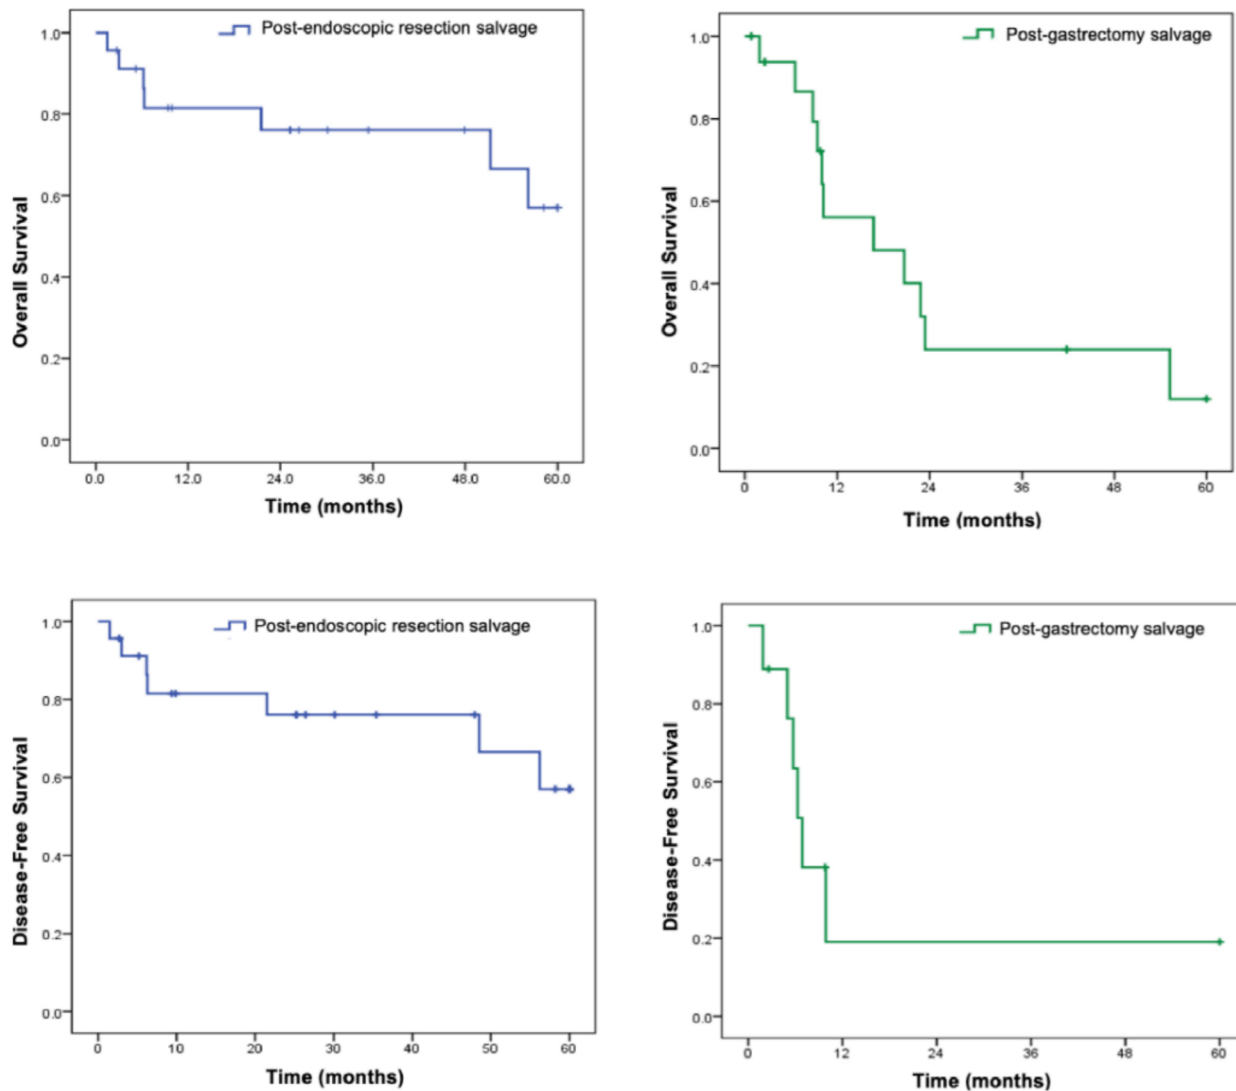 Post-endoscopic resection salvage
1.0
0.8
0.6
0.4
0.2
0.0
Overall Survival
0.0 12.0 24.0 36.0 48.0 60.0
Time (months)
Post-gastrectomy salvage
1.0
0.8
0.6
0.4
0.2
0.0
Overall Survival
0 12 24 36 48 60
Time (months)
Post-endoscopic resection salvage
1.0
0.8
0.6
0.4
0.2
0.0
Disease-Free Survival
0 10 20 30 40 50 60
Time (months)
Post-gastrectomy salvage
1.0
0.8
0.6
0.4
0.2
0.0
Disease-Free Survival
0 12 24 36 48 60
Time (months)